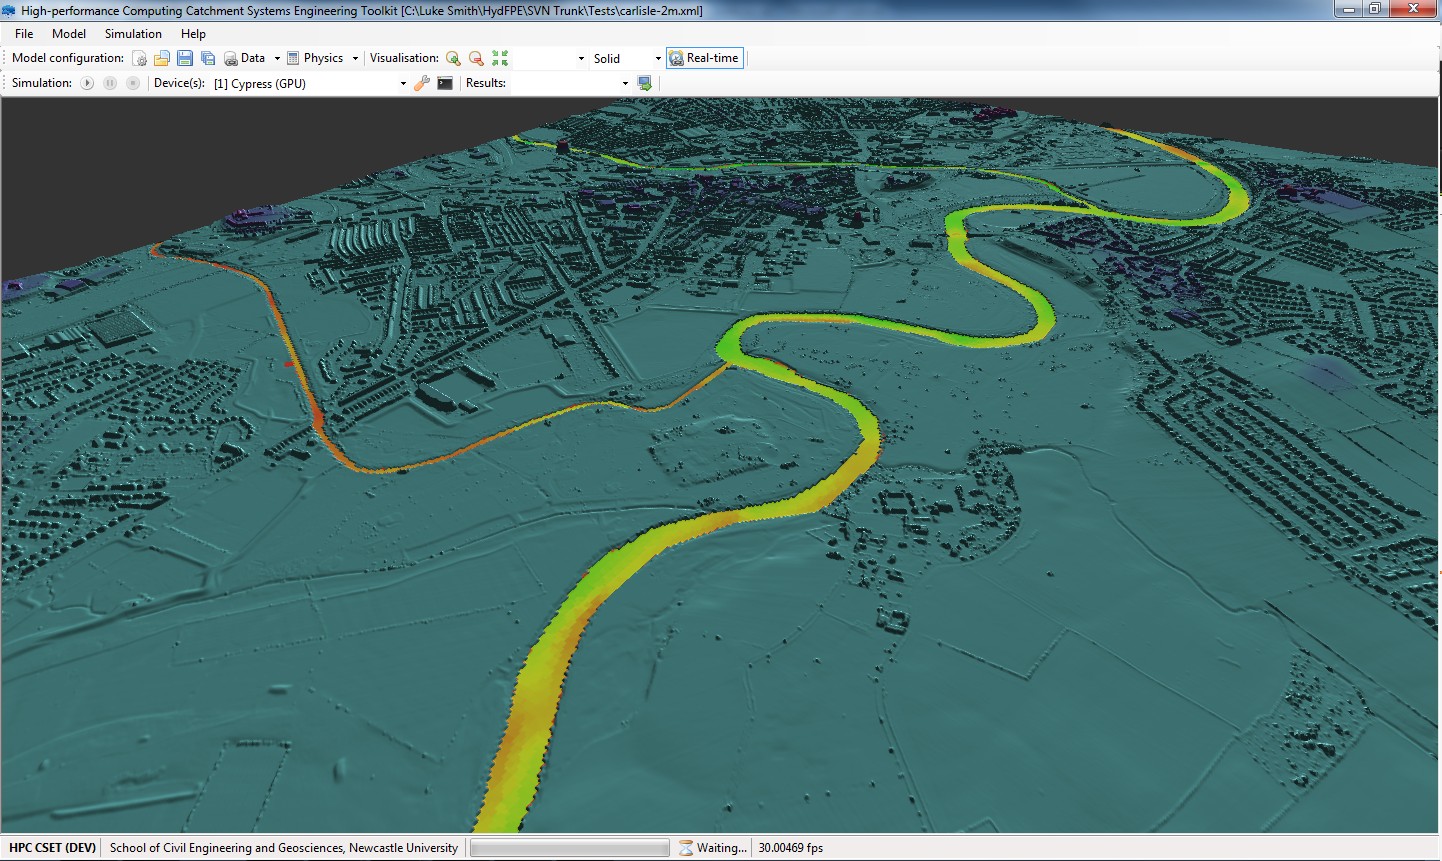 High-performance Computing Catchment Systems Engineering Toolkit [C:\Luke Smith\HydFPE\SVN Trunk\Tests\carlisle-2m.xml]
File Model Simulation Help
Model configuration: Data Physics Visualisation: Solid Real-time
Simulation: Device(s): [1] Cypress (GPU) Results:
HPC CSET (DEV) School of Civil Engineering and Geosciences, Newcastle University Waiting... 30.00469 fps